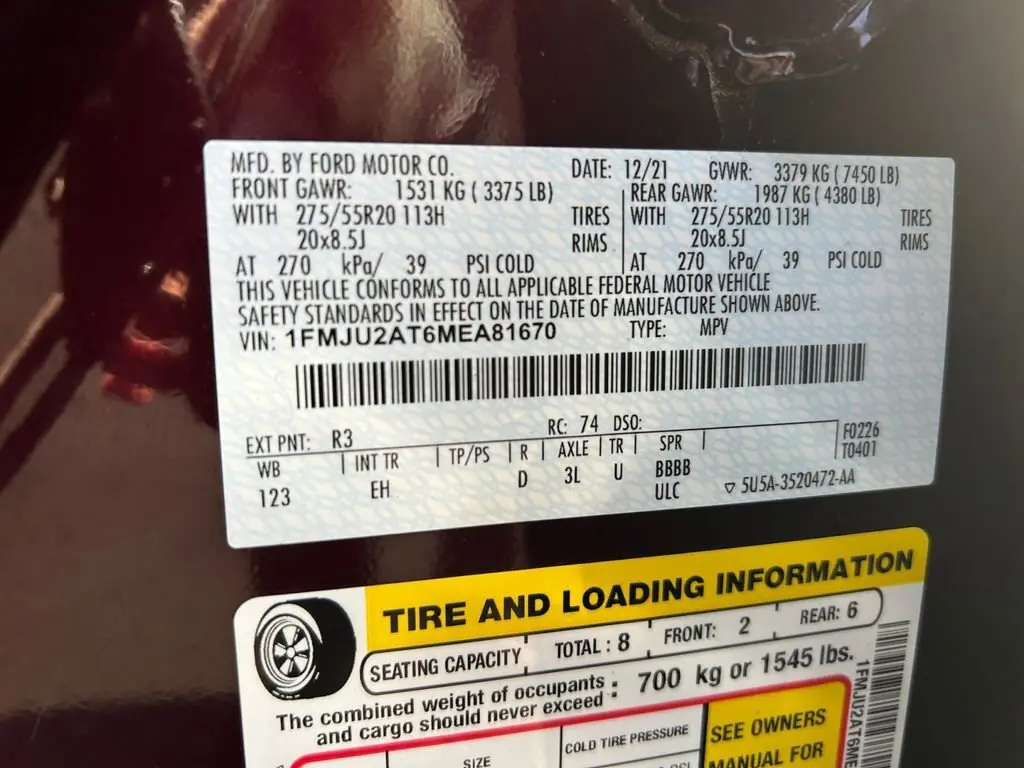 MFD. BY FORD MOTOR CO. DATE: 12/21 GVWR: 3379 KG ( 7450 LB)
FRONT GAWR: 1531 KG ( 3375 LB) REAR GAWR: 1987 KG ( 4380 LB)
WITH 275/55R20 113H TIRES WITH 275/55R20 113H TIRES
20x8.5J RIMS 20x8.5J RIMS
AT 270 kPa/ 39 PSI COLD AT 270 kPa/ 39 PSI COLD
THIS VEHICLE CONFORMS TO ALL APPLICABLE FEDERAL MOTOR VEHICLE
SAFETY STANDARDS IN EFFECT ON THE DATE OF MANUFACTURE SHOWN ABOVE.
VIN: 1FMJU2AT6MEA81670 TYPE: MPV
EXT PNT: R3 RC: 74 DSO:
WB INT TR TP/PS R AXLE TR SPR F0226
T0401
123 EH D 3L U BBBB
ULC ▽ 5U5A-3520472-AA
TIRE AND LOADING INFORMATION
SEATING CAPACITY TOTAL : 8 FRONT: 2 REAR: 6
The combined weight of occupants : 700 kg or 1545 lbs.
and cargo should never exceed
SIZE COLD TIRE PRESSURE SEE OWNERS
MANUAL FOR
1FMJU2AT6ME